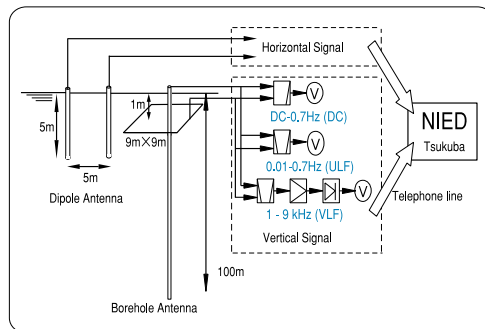 Horizontal Signal
1m
5m
9m×9m
5m
Dipole Antenna
100m
Borehole Antenna
V
DC-0.7Hz (DC)
V
0.01-0.7Hz (ULF)
V
1 - 9 kHz (VLF)
Vertical Signal
NIED
Tsukuba
Telephone line